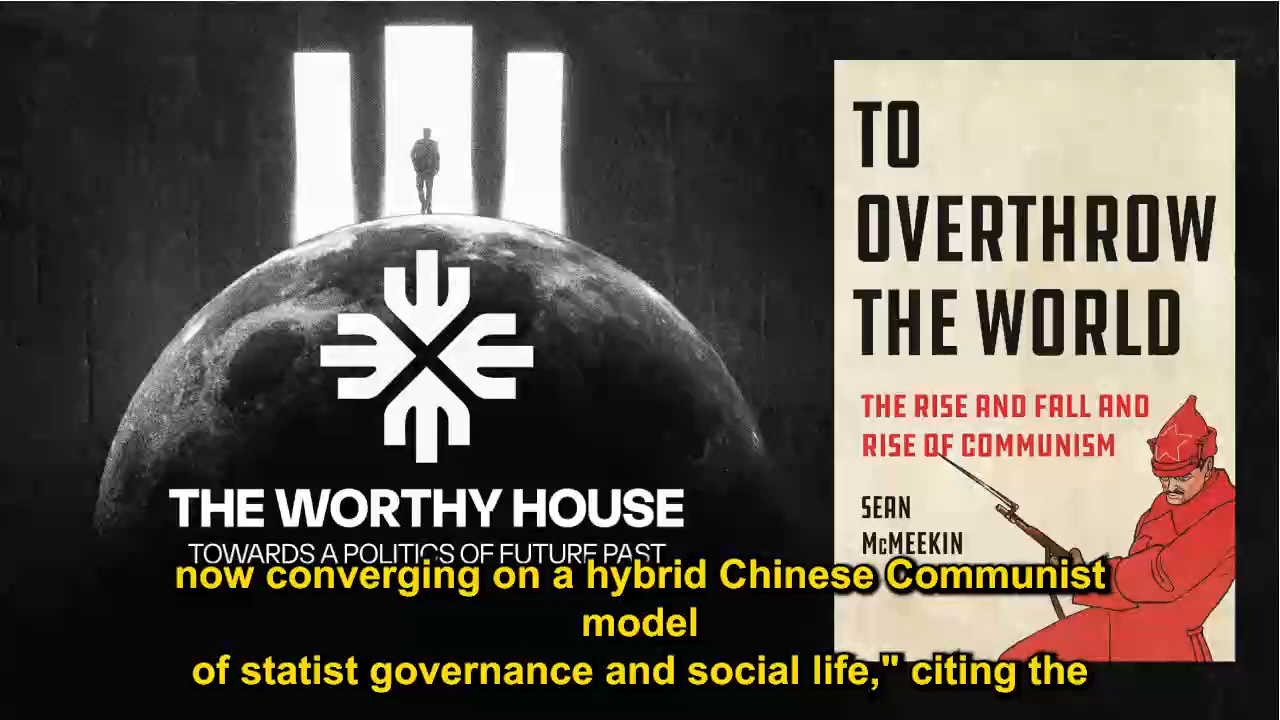 THE WORTHY HOUSE
TOWARDS A POLITICS OF FUTURE PAST
TO
OVERTHROW
THE WORLD
THE RISE AND FALL AND
RISE OF COMMUNISM
SEAN
McMEEKIN
now converging on a hybrid Chinese Communist
model
of statist governance and social life," citing the